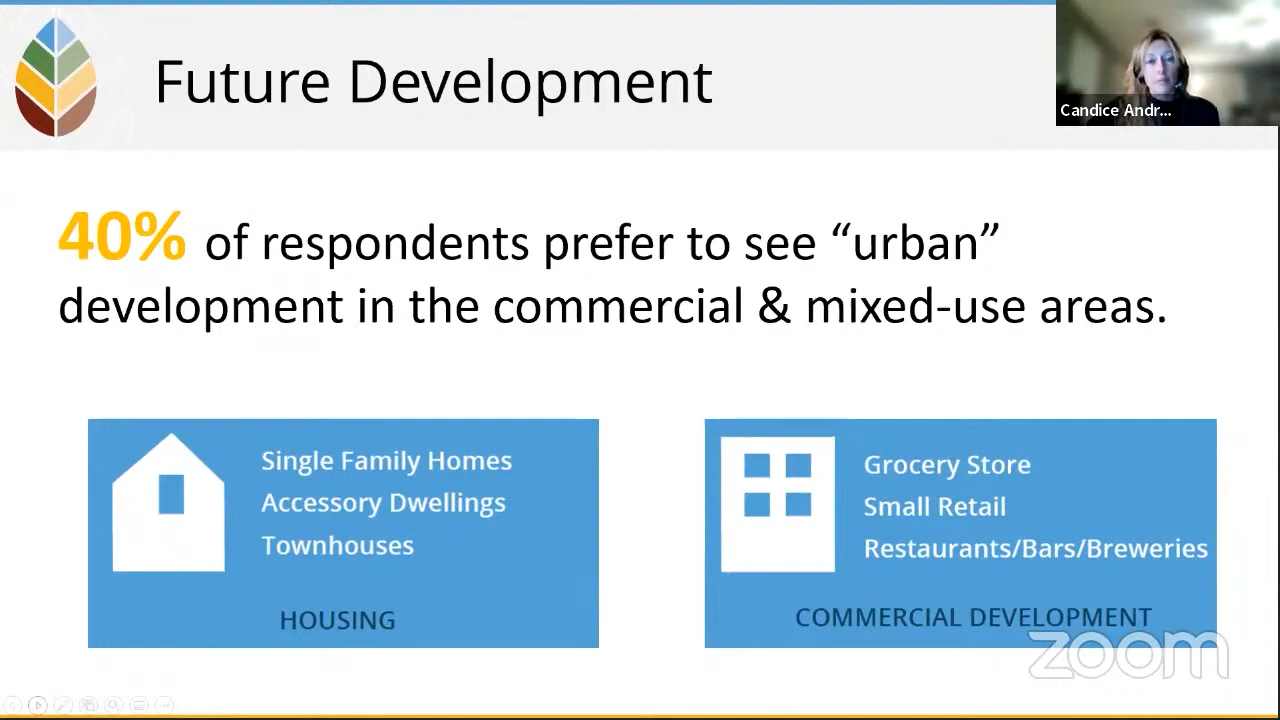 Future Development
Candice Andr...
40% of respondents prefer to see “urban”
development in the commercial & mixed-use areas.
Single Family Homes
Accessory Dwellings
Townhouses
HOUSING
Grocery Store
Small Retail
Restaurants/Bars/Breweries
COMMERCIAL DEVELOPMENT
zoom